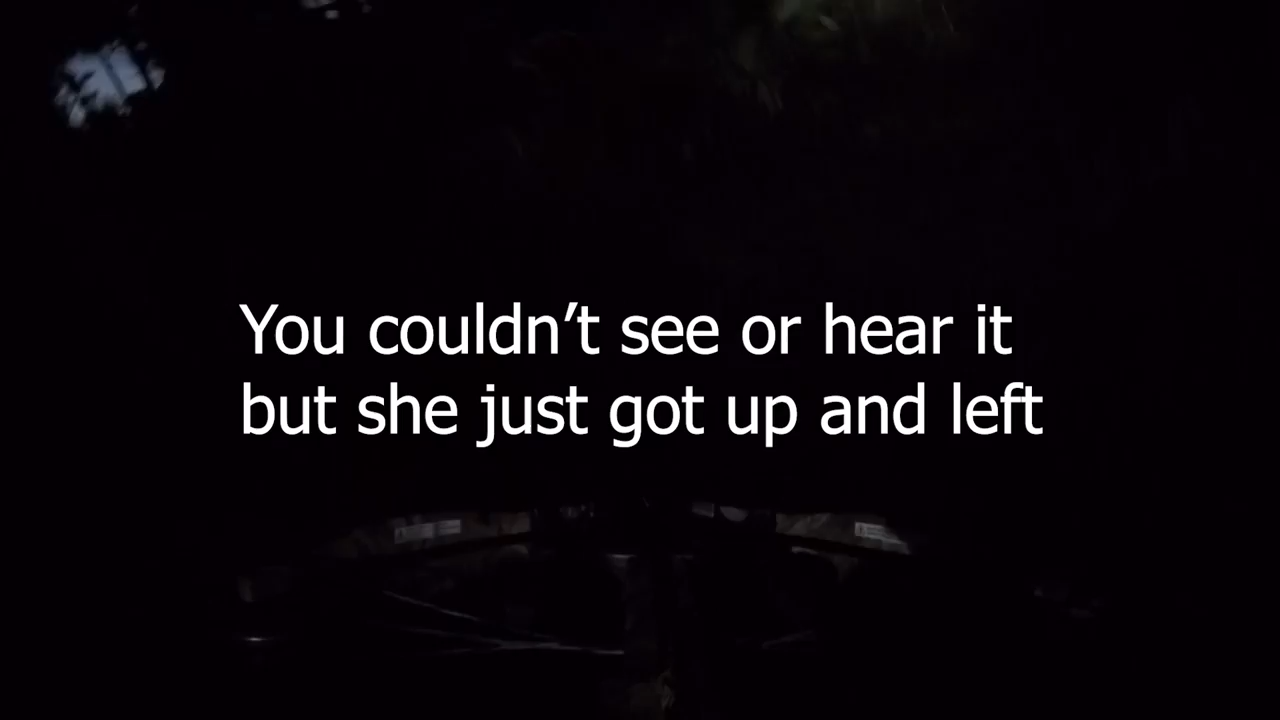 You couldn’t see or hear it
but she just got up and left